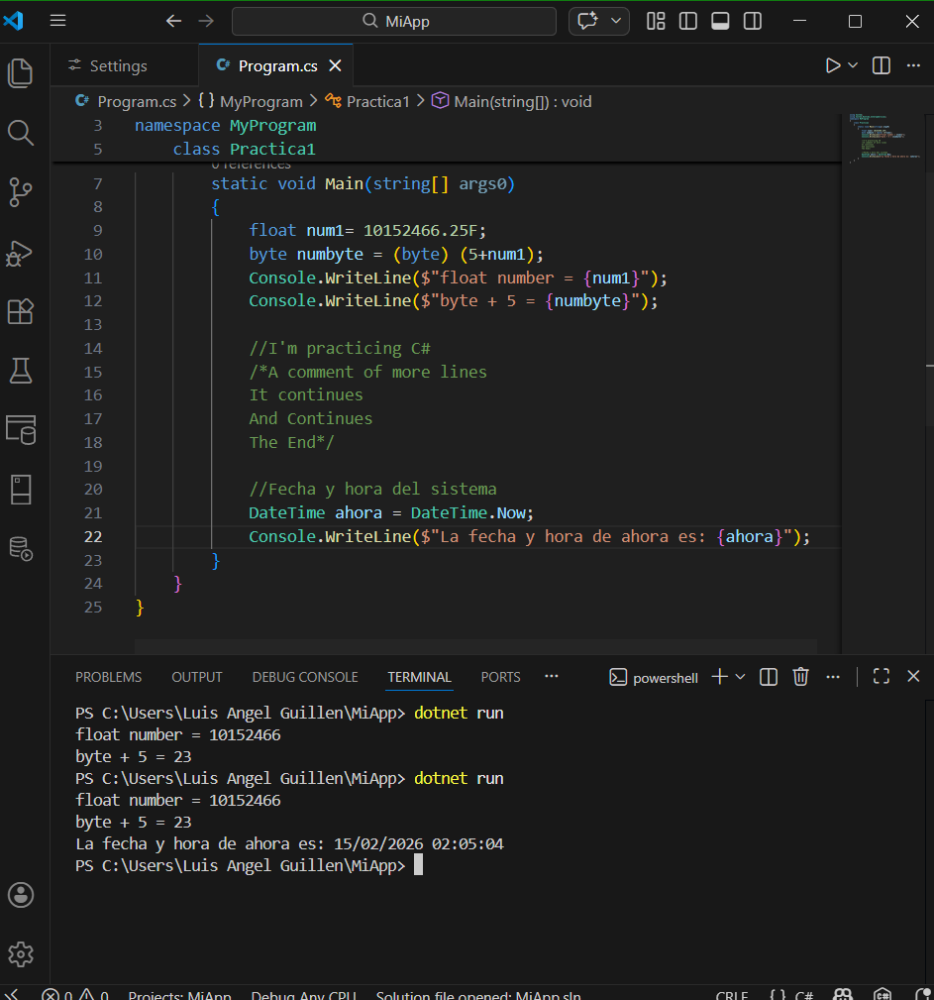 MiApp
Settings
C# Program.cs
C# Program.cs > {} MyProgram > Practica1 > Main(string[]) : void
3 namespace MyProgram
5 class Practica1
0 references
7 static void Main(string[] args0)
8 {
9 float num1= 10152466.25F;
10 byte numbyte = (byte) (5+num1);
11 Console.WriteLine($"float number = {num1}");
12 Console.WriteLine($"byte + 5 = {numbyte}");
13
14 //I'm practicing C#
15 /*A comment of more lines
16 It continues
17 And Continues
18 The End*/
19
20 //Fecha y hora del sistema
21 DateTime ahora = DateTime.Now;
22 Console.WriteLine($"La fecha y hora de ahora es: {ahora}");
23 }
24 }
25 }
PROBLEMS OUTPUT DEBUG CONSOLE TERMINAL PORTS ... powershell
PS C:\Users\Luis Angel Guillen\MiApp> dotnet run
float number = 10152466
byte + 5 = 23
PS C:\Users\Luis Angel Guillen\MiApp> dotnet run
float number = 10152466
byte + 5 = 23
La fecha y hora de ahora es: 15/02/2026 02:05:04
PS C:\Users\Luis Angel Guillen\MiApp>
0 0 Projects: MiApp Debug Any CPU Solution file opened: MiApp.sln CRLF {} C#